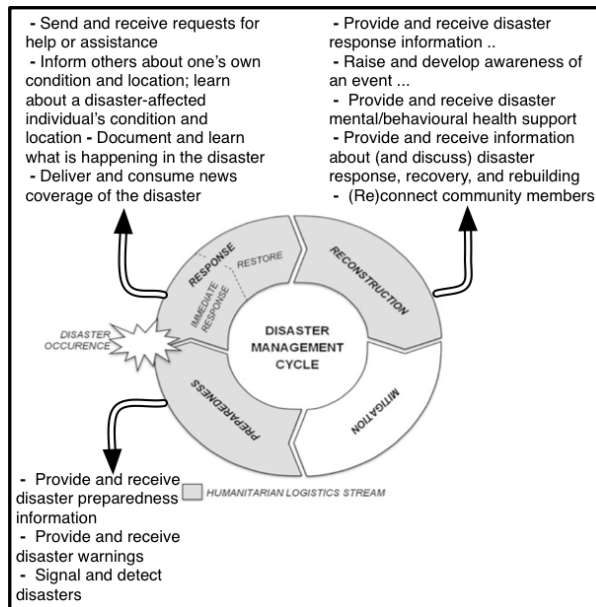 - Send and receive requests for
help or assistance
- Inform others about one's own
condition and location; learn
about a disaster-affected
individual's condition and
location - Document and learn
what is happening in the disaster
- Deliver and consume news
coverage of the disaster
- Provide and receive disaster
response information ..
- Raise and develop awareness of
an event ...
- Provide and receive disaster
mental/behavioural health support
- Provide and receive information
about (and discuss) disaster
response, recovery, and rebuilding
- (Re)connect community members
RESPONSE
RESTORE
IMMEDIATE
RESPONSE
RECONSTRUCTION
DISASTER
OCCURENCE
DISASTER
MANAGEMENT
CYCLE
PREPAREDNESS
MITIGATION
HUMANITARIAN LOGISTICS STREAM
- Provide and receive
disaster preparedness
information
- Provide and receive
disaster warnings
- Signal and detect
disasters